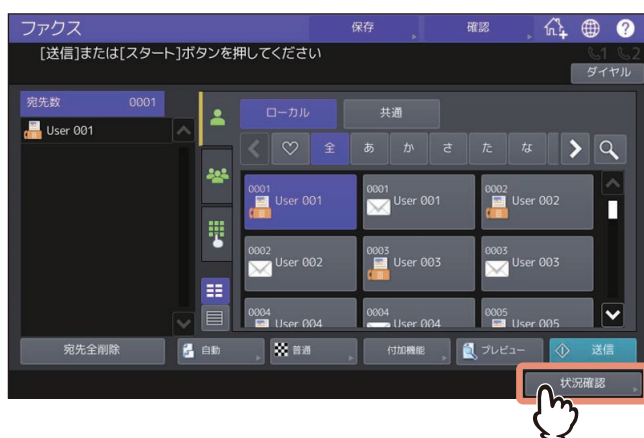 ファクス 保存 確認 ?
[送信]または[スタート]ボタンを押してください
1 2
ダイヤル
宛先数 0001
User 001
ローカル 共通
全 あ か さ た な
0001 User 001
0001 User 001
0002 User 002
0002 User 002
0003 User 003
0003 User 003
0004 User 004
0004 User 004
0005 User 005
宛先全削除 自動 普通 付加機能 プレビュー 送信
状況確認